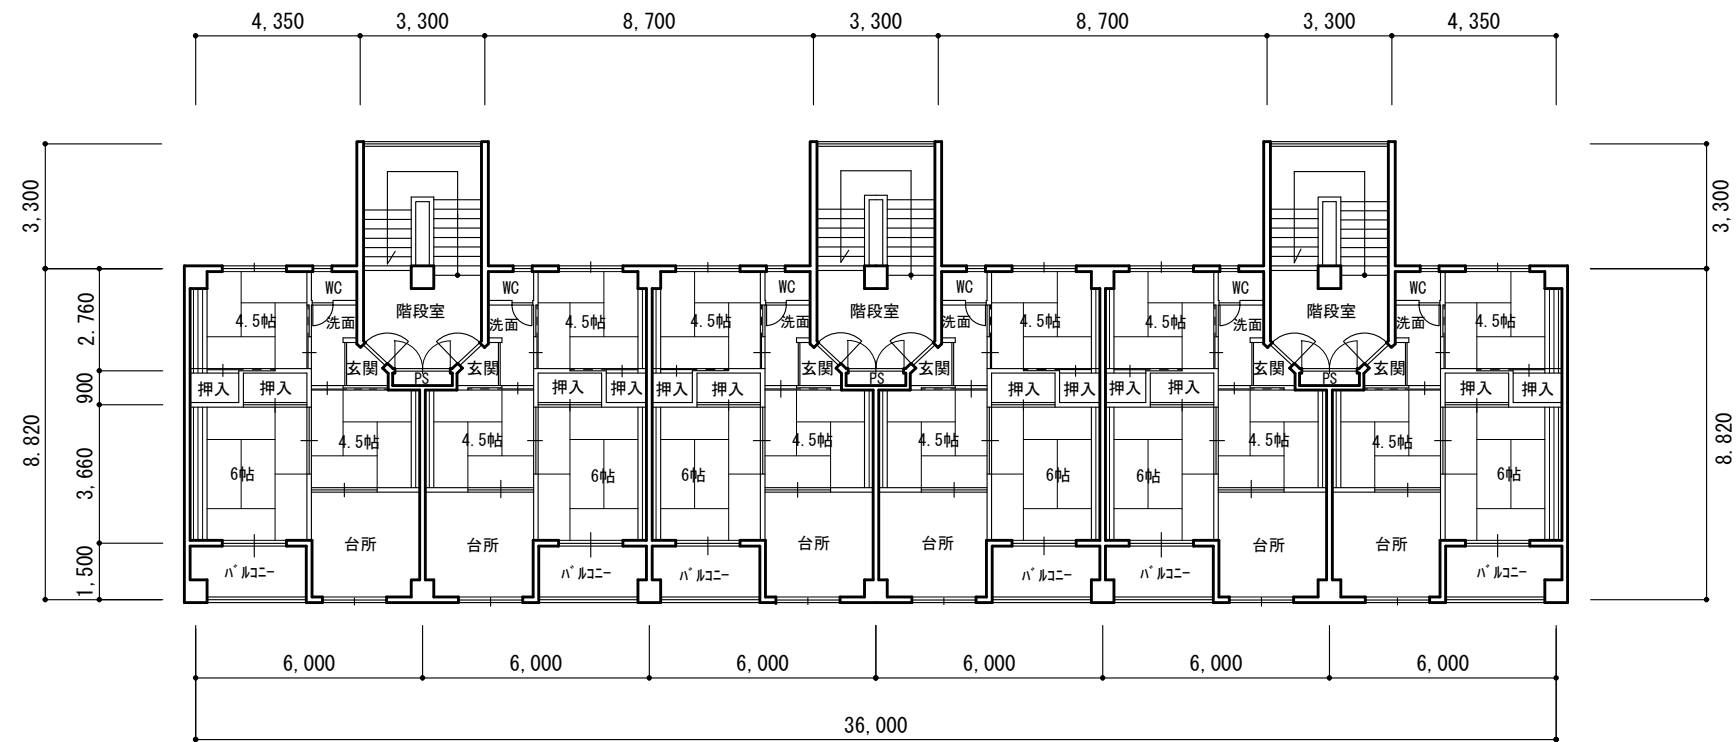 4,350 3,300 8,700 3,300 8,700 3,300 4,350
3,300 3,300
WC WC WC WC WC WC
階段室 階段室 階段室
洗面 洗面 洗面 洗面 洗面 洗面
4.5帖 4.5帖 4.5帖 4.5帖 4.5帖 4.5帖
2.760
玄関 玄関 玄関 玄関 玄関 玄関
PS PS PS
900
押入 押入 押入 押入 押入 押入 押入 押入 押入 押入 押入 押入
8.820 8.820
4.5帖 4.5帖 4.5帖 4.5帖 4.5帖 4.5帖
3,660
6帖 6帖 6帖 6帖 6帖 6帖
台所 台所 台所 台所 台所 台所
1,500
バルコニー バルコニー バルコニー バルコニー バルコニー バルコニー
6,000 6,000 6,000 6,000 6,000 6,000
36,000